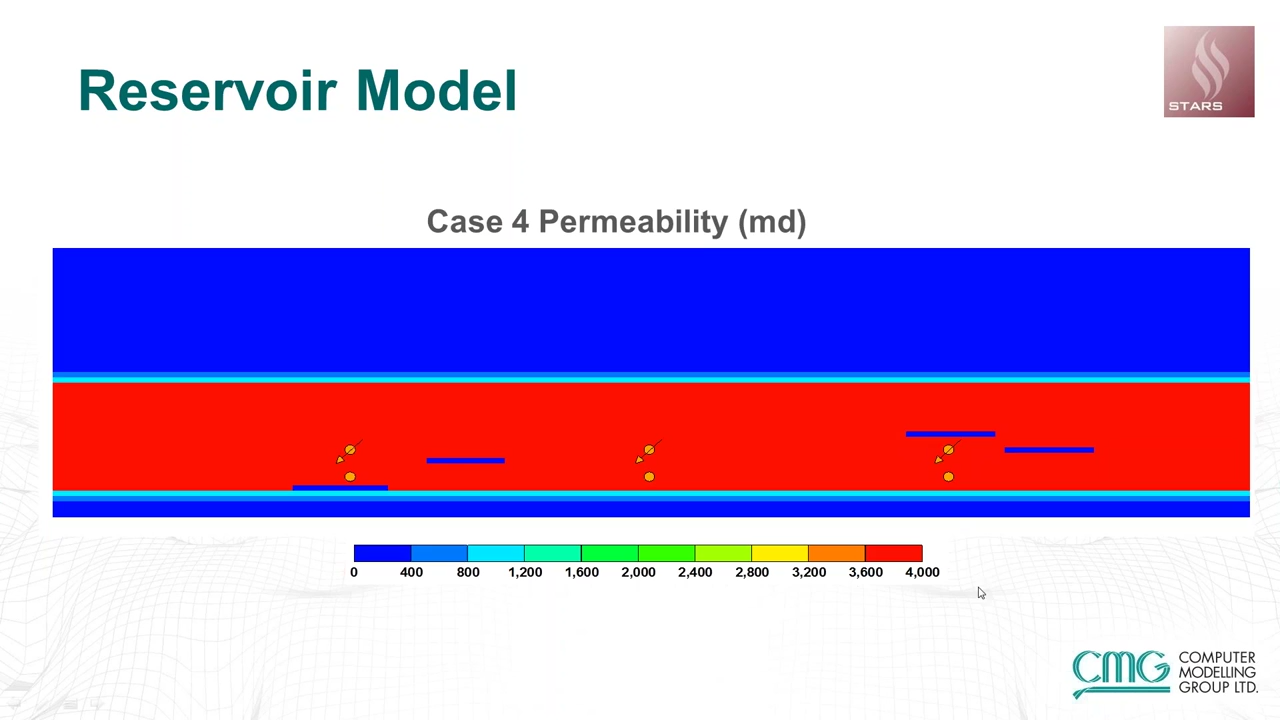 Reservoir Model
STARS
Case 4 Permeability (md)
0 400 800 1,200 1,600 2,000 2,400 2,800 3,200 3,600 4,000
CMG
COMPUTER
MODELLING
GROUP LTD.